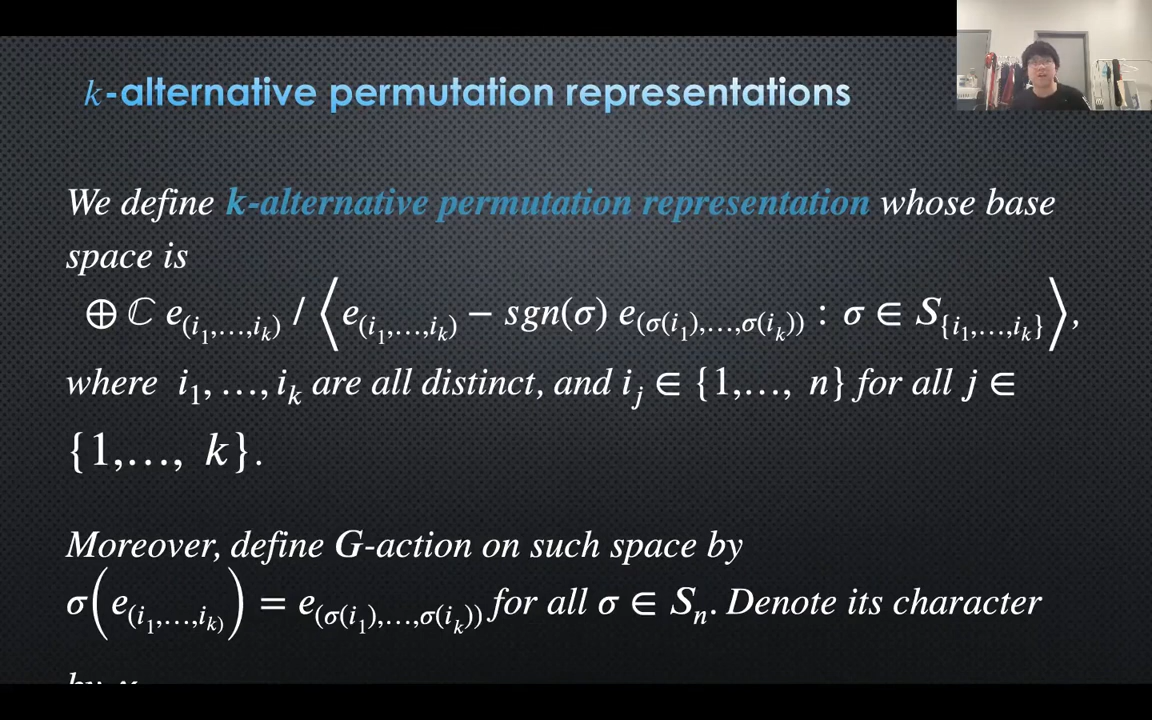 k-alternative permutation representations
We define k-alternative permutation representation whose base
space is
⊕ ℂ e_{(i_1,…,i_k)} / ⟨ e_{(i_1,…,i_k)} − sgn(σ) e_{(σ(i_1),…,σ(i_k))} : σ ∈ S_{{i_1,…,i_k}} ⟩,
where i_1, …, i_k are all distinct, and i_j ∈ {1,…, n} for all j ∈
{1,…, k}.
Moreover, define G-action on such space by
σ(e_{(i_1,…,i_k)}) = e_{(σ(i_1),…,σ(i_k))} for all σ ∈ S_n. Denote its character